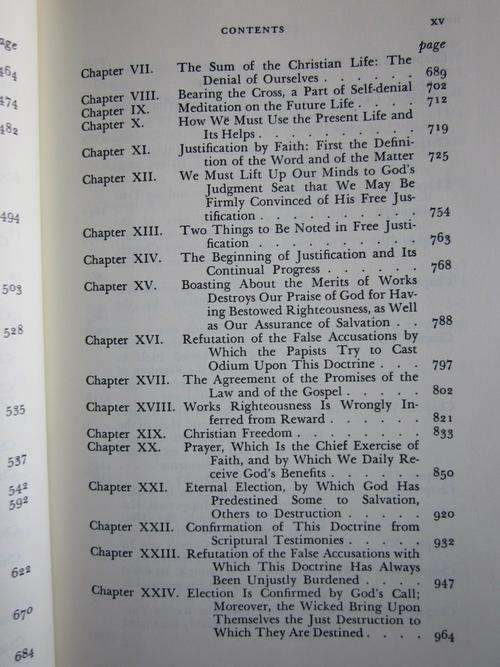 age
464
474
482
494
503
528
535
537
542
592
622
670
684
CONTENTS xv
page
Chapter VII. The Sum of the Christian Life: The
Denial of Ourselves . . . . . . 689
Chapter VIII. Bearing the Cross, a Part of Self-denial 702
Chapter IX. Meditation on the Future Life . . . . 712
Chapter X. How We Must Use the Present Life and
Its Helps . . . . . . . . . . 719
Chapter XI. Justification by Faith: First the Defini-
tion of the Word and of the Matter 725
Chapter XII. We Must Lift Up Our Minds to God's
Judgment Seat that We May Be
Firmly Convinced of His Free Jus-
tification . . . . . . . . . . 754
Chapter XIII. Two Things to Be Noted in Free Justi-
fication . . . . . . . . . . 763
Chapter XIV. The Beginning of Justification and Its
Continual Progress . . . . . . 768
Chapter XV. Boasting About the Merits of Works
Destroys Our Praise of God for Hav-
ing Bestowed Righteousness, as Well
as Our Assurance of Salvation . . 788
Chapter XVI. Refutation of the False Accusations by
Which the Papists Try to Cast
Odium Upon This Doctrine . . . 797
Chapter XVII. The Agreement of the Promises of the
Law and of the Gospel . . . . . 802
Chapter XVIII. Works Righteousness Is Wrongly In-
ferred from Reward . . . . . . 821
Chapter XIX. Christian Freedom . . . . . . . . 833
Chapter XX. Prayer, Which Is the Chief Exercise of
Faith, and by Which We Daily Re-
ceive God's Benefits . . . . . . 850
Chapter XXI. Eternal Election, by Which God Has
Predestined Some to Salvation,
Others to Destruction . . . . . 920
Chapter XXII. Confirmation of This Doctrine from
Scriptural Testimonies . . . . . 932
Chapter XXIII. Refutation of the False Accusations with
Which This Doctrine Has Always
Been Unjustly Burdened . . . . 947
Chapter XXIV. Election Is Confirmed by God's Call;
Moreover, the Wicked Bring Upon
Themselves the Just Destruction to
Which They Are Destined . . . . 964